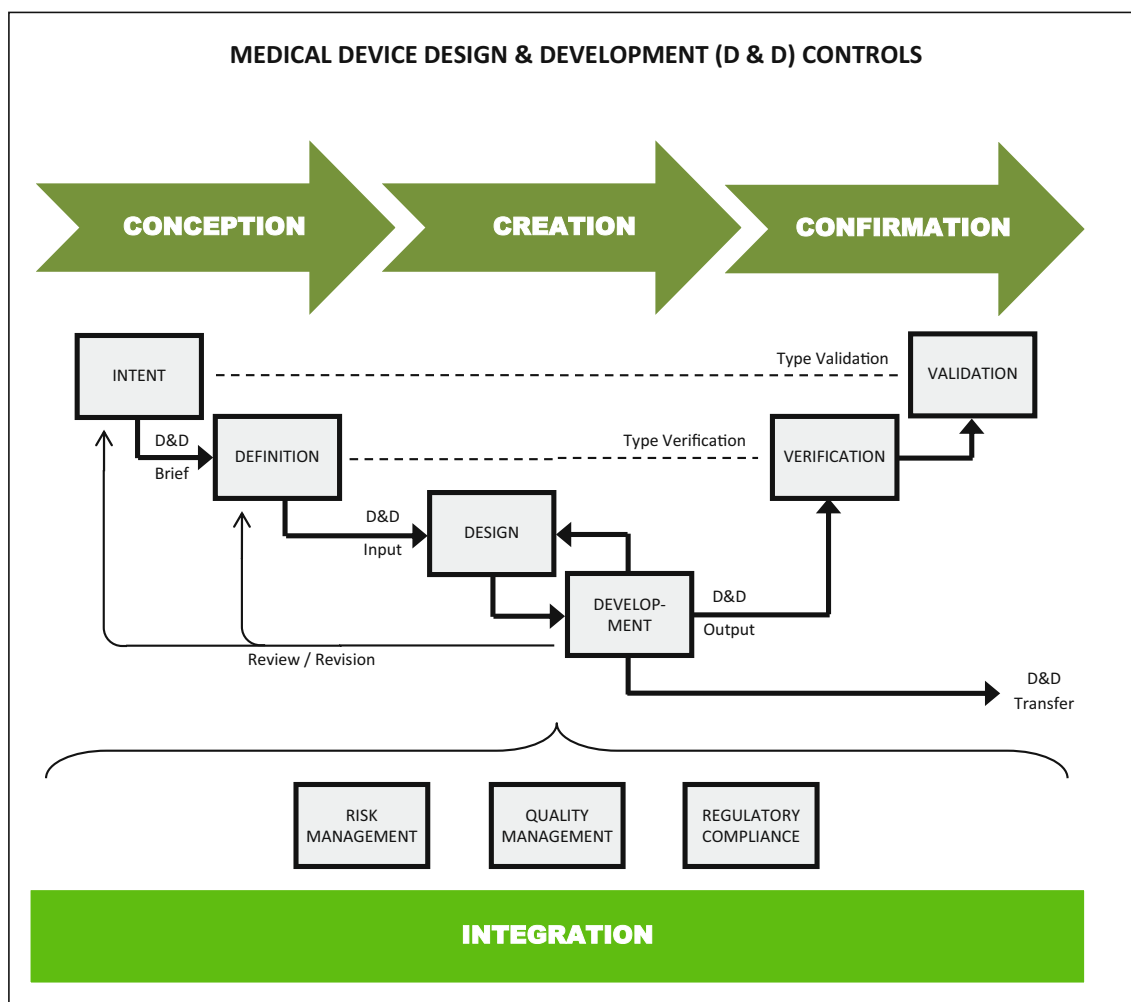 MEDICAL DEVICE DESIGN & DEVELOPMENT (D & D) CONTROLS
CONCEPTION
CREATION
CONFIRMATION
INTENT
Type Validation
VALIDATION
D&D
Brief
DEFINITION
Type Verification
VERIFICATION
D&D
Input
DESIGN
DEVELOP-
MENT
D&D
Output
Review / Revision
D&D
Transfer
RISK
MANAGEMENT
QUALITY
MANAGEMENT
REGULATORY
COMPLIANCE
INTEGRATION